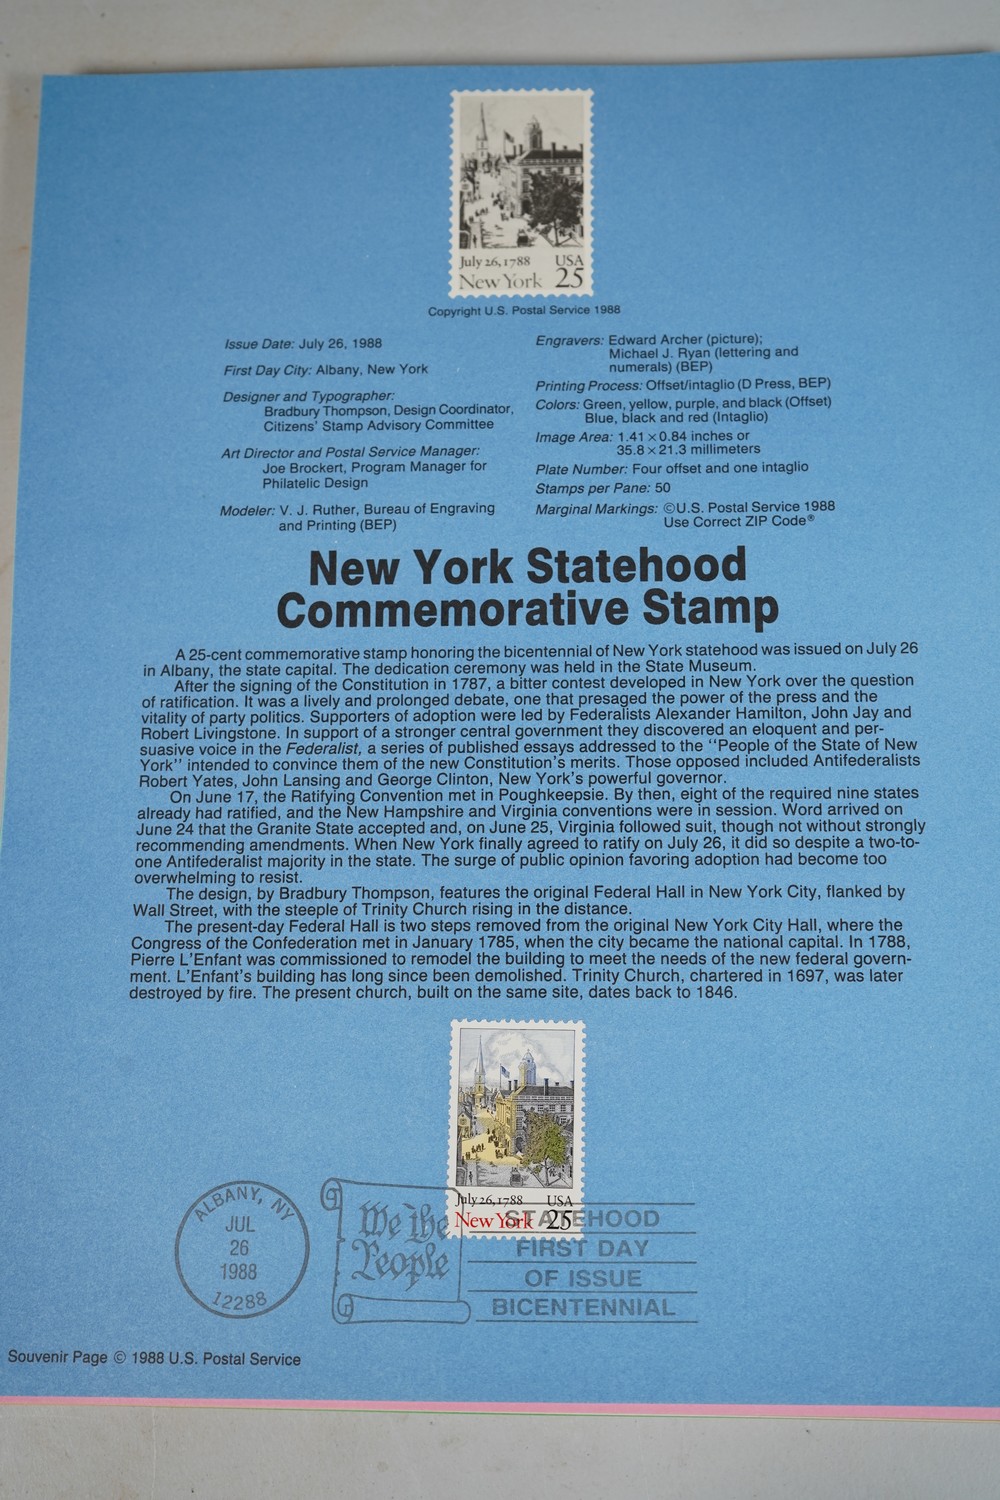 July 26, 1788 USA
New York 25
Copyright U.S. Postal Service 1988
Issue Date: July 26, 1988
First Day City: Albany, New York
Designer and Typographer:
Bradbury Thompson, Design Coordinator,
Citizens' Stamp Advisory Committee
Art Director and Postal Service Manager:
Joe Brockert, Program Manager for
Philatelic Design
Modeler: V. J. Ruther, Bureau of Engraving
and Printing (BEP)
Engravers: Edward Archer (picture);
Michael J. Ryan (lettering and
numerals) (BEP)
Printing Process: Offset/intaglio (D Press, BEP)
Colors: Green, yellow, purple, and black (Offset)
Blue, black and red (Intaglio)
Image Area: 1.41 × 0.84 inches or
35.8 × 21.3 millimeters
Plate Number: Four offset and one intaglio
Stamps per Pane: 50
Marginal Markings: ©U.S. Postal Service 1988
Use Correct ZIP Code®
New York Statehood
Commemorative Stamp
A 25-cent commemorative stamp honoring the bicentennial of New York statehood was issued on July 26
in Albany, the state capital. The dedication ceremony was held in the State Museum.
After the signing of the Constitution in 1787, a bitter contest developed in New York over the question
of ratification. It was a lively and prolonged debate, one that presaged the power of the press and the
vitality of party politics. Supporters of adoption were led by Federalists Alexander Hamilton, John Jay and
Robert Livingstone. In support of a stronger central government they discovered an eloquent and per-
suasive voice in the Federalist, a series of published essays addressed to the "People of the State of New
York" intended to convince them of the new Constitution's merits. Those opposed included Antifederalists
Robert Yates, John Lansing and George Clinton, New York's powerful governor.
On June 17, the Ratifying Convention met in Poughkeepsie. By then, eight of the required nine states
already had ratified, and the New Hampshire and Virginia conventions were in session. Word arrived on
June 24 that the Granite State accepted and, on June 25, Virginia followed suit, though not without strongly
recommending amendments. When New York finally agreed to ratify on July 26, it did so despite a two-to-
one Antifederalist majority in the state. The surge of public opinion favoring adoption had become too
overwhelming to resist.
The design, by Bradbury Thompson, features the original Federal Hall in New York City, flanked by
Wall Street, with the steeple of Trinity Church rising in the distance.
The present-day Federal Hall is two steps removed from the original New York City Hall, where the
Congress of the Confederation met in January 1785, when the city became the national capital. In 1788,
Pierre L'Enfant was commissioned to remodel the building to meet the needs of the new federal govern-
ment. L'Enfant's building has long since been demolished. Trinity Church, chartered in 1697, was later
destroyed by fire. The present church, built on the same site, dates back to 1846.
July 26, 1788 USA
New York 25
ALBANY, NY
JUL
26
1988
12288
We the
People
STATEHOOD
FIRST DAY
OF ISSUE
BICENTENNIAL
Souvenir Page © 1988 U.S. Postal Service